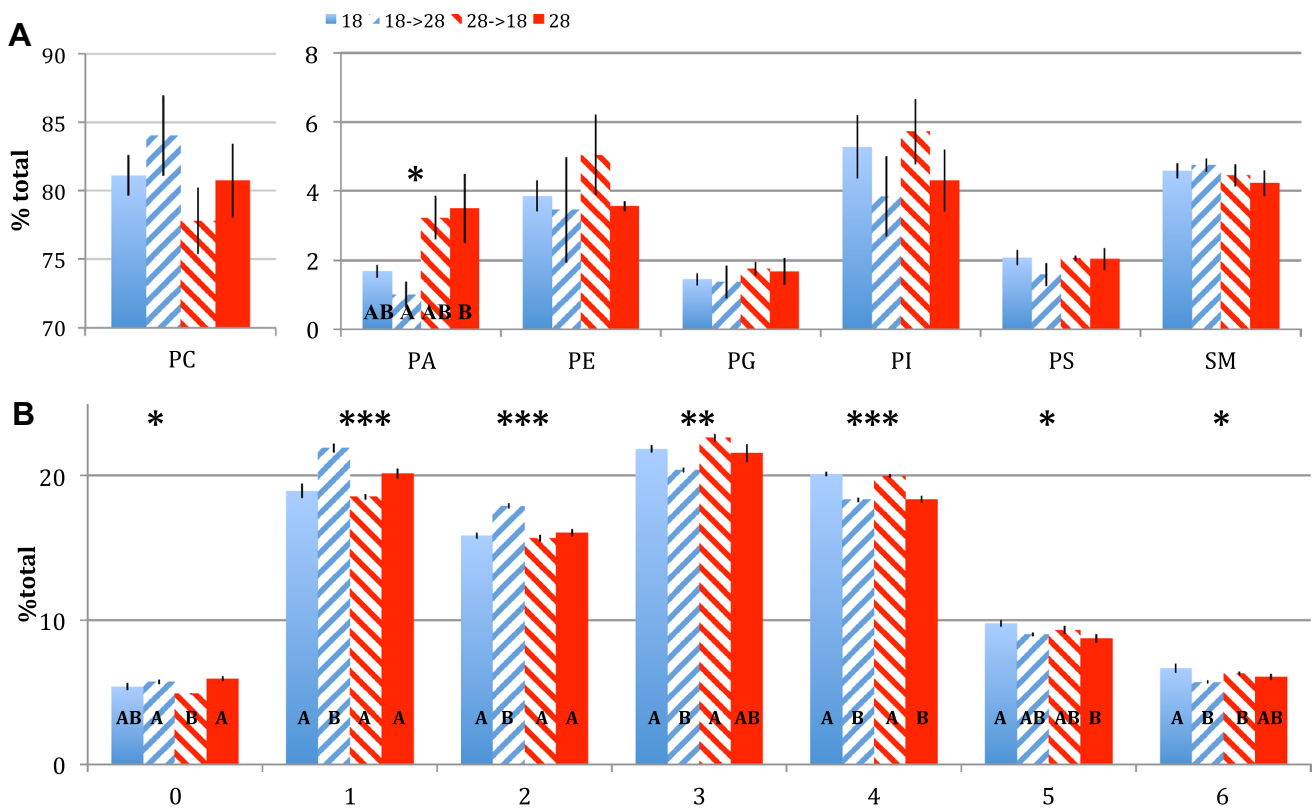 18 18->28 28->18 28
A
90 8
85 6
* 
80 4
75 2
AB A AB B
70 0
% total
PC PA PE PG PI PS SM
B
* *** *** ** *** * *
20
10
%total
AB A B A A B A A A B A A A B A AB A B A B A AB AB B A B B AB
0
0 1 2 3 4 5 6